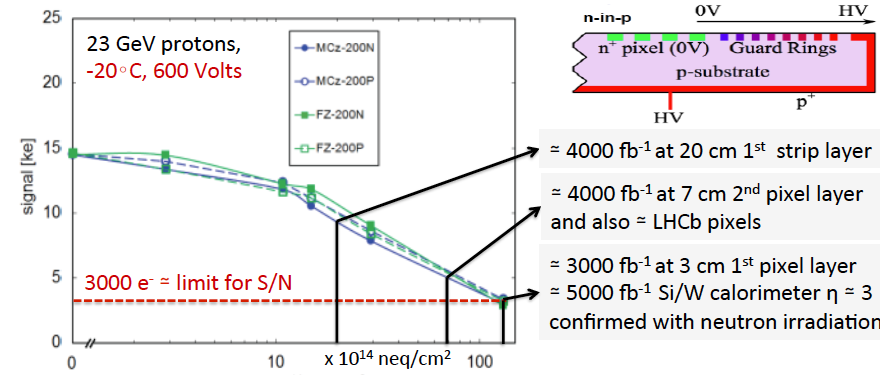 23 GeV protons,
-20◦C, 600 Volts
MCz-200N
MCz-200P
FZ-200N
FZ-200P
signal [ke]
25
20
15
10
5
0
3000 e⁻ ≃ limit for S/N
0
10
100
x 10¹⁴ neq/cm²
n-in-p
0V
HV
n⁺ pixel (0V)
Guard Rings
p-substrate
p⁺
HV
≃ 4000 fb⁻¹ at 20 cm 1ˢᵗ strip layer
≃ 4000 fb⁻¹ at 7 cm 2ⁿᵈ pixel layer
and also ≃ LHCb pixels
≃ 3000 fb⁻¹ at 3 cm 1ˢᵗ pixel layer
≃ 5000 fb⁻¹ Si/W calorimeter η ≃ 3
confirmed with neutron irradiation